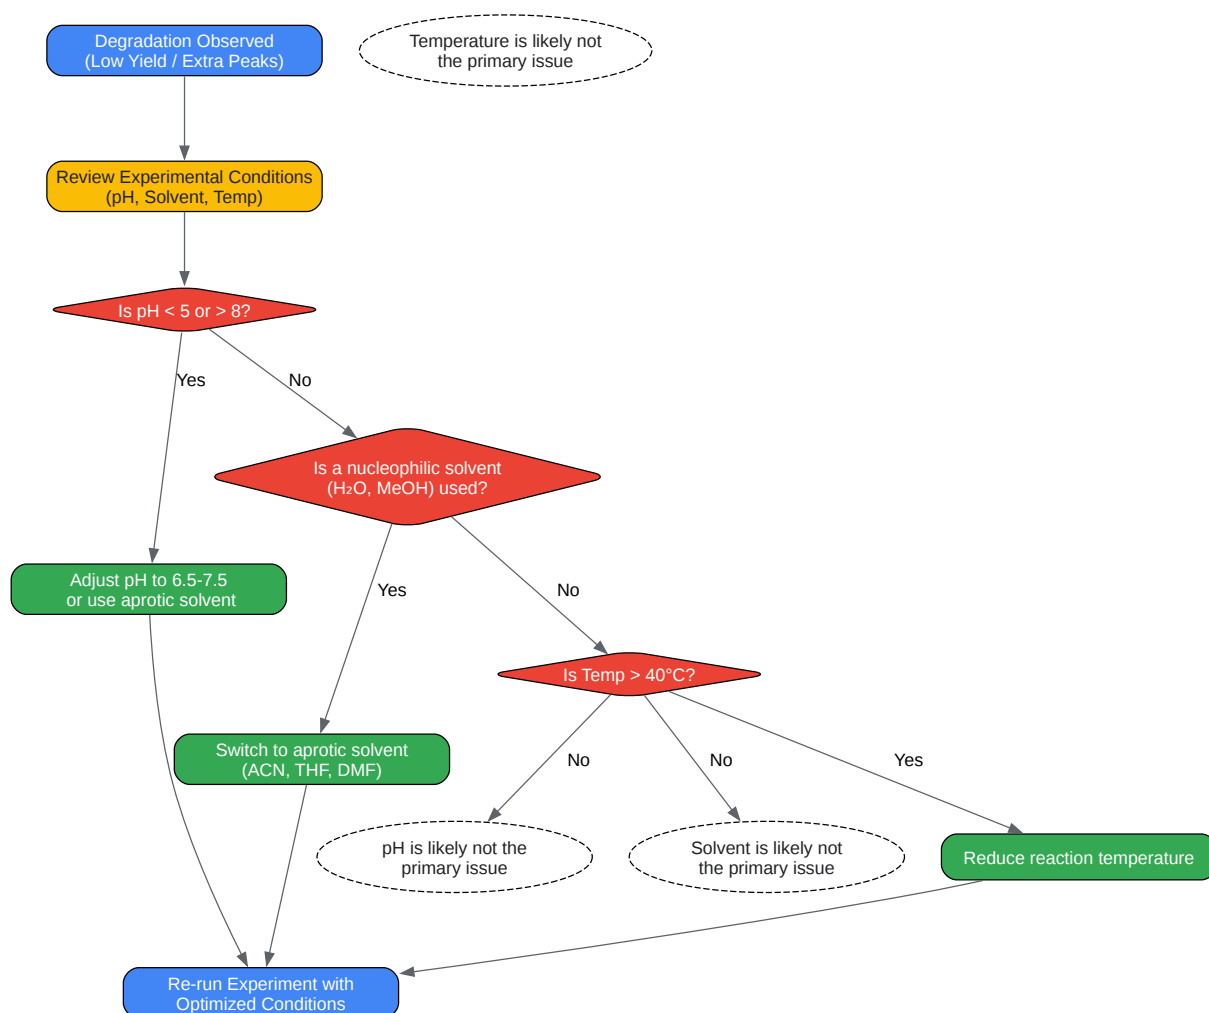 Degradation Observed
(Low Yield / Extra Peaks)
Temperature is likely not
the primary issue
Review Experimental Conditions
(pH, Solvent, Temp)
Is pH < 5 or > 8?
Yes
No
Is a nucleophilic solvent
(H₂O, MeOH) used?
Adjust pH to 6.5-7.5
or use aprotic solvent
Yes
No
Is Temp > 40°C?
Switch to aprotic solvent
(ACN, THF, DMF)
No
No
Yes
pH is likely not the
primary issue
Solvent is likely not
the primary issue
Reduce reaction temperature
Re-run Experiment with
Optimized Conditions